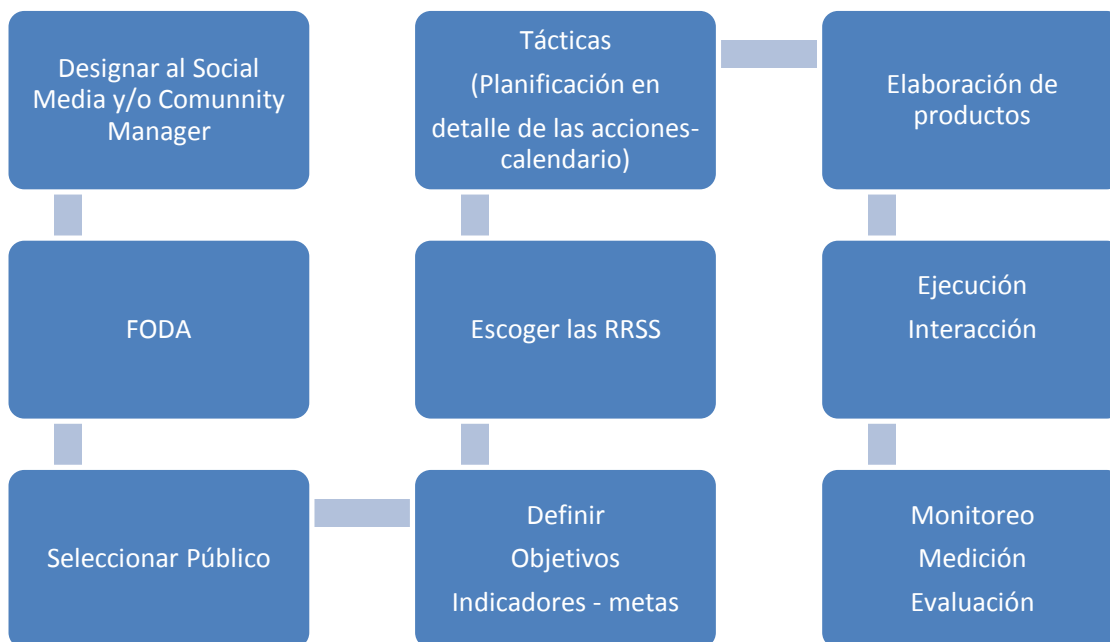 Designar al Social
Media y/o Comunnity
Manager
FODA
Seleccionar Público
Definir
Objetivos
Indicadores - metas
Escoger las RRSS
Tácticas
(Planificación en
detalle de las acciones-
calendario)
Elaboración de
productos
Ejecución
Interacción
Monitoreo
Medición
Evaluación